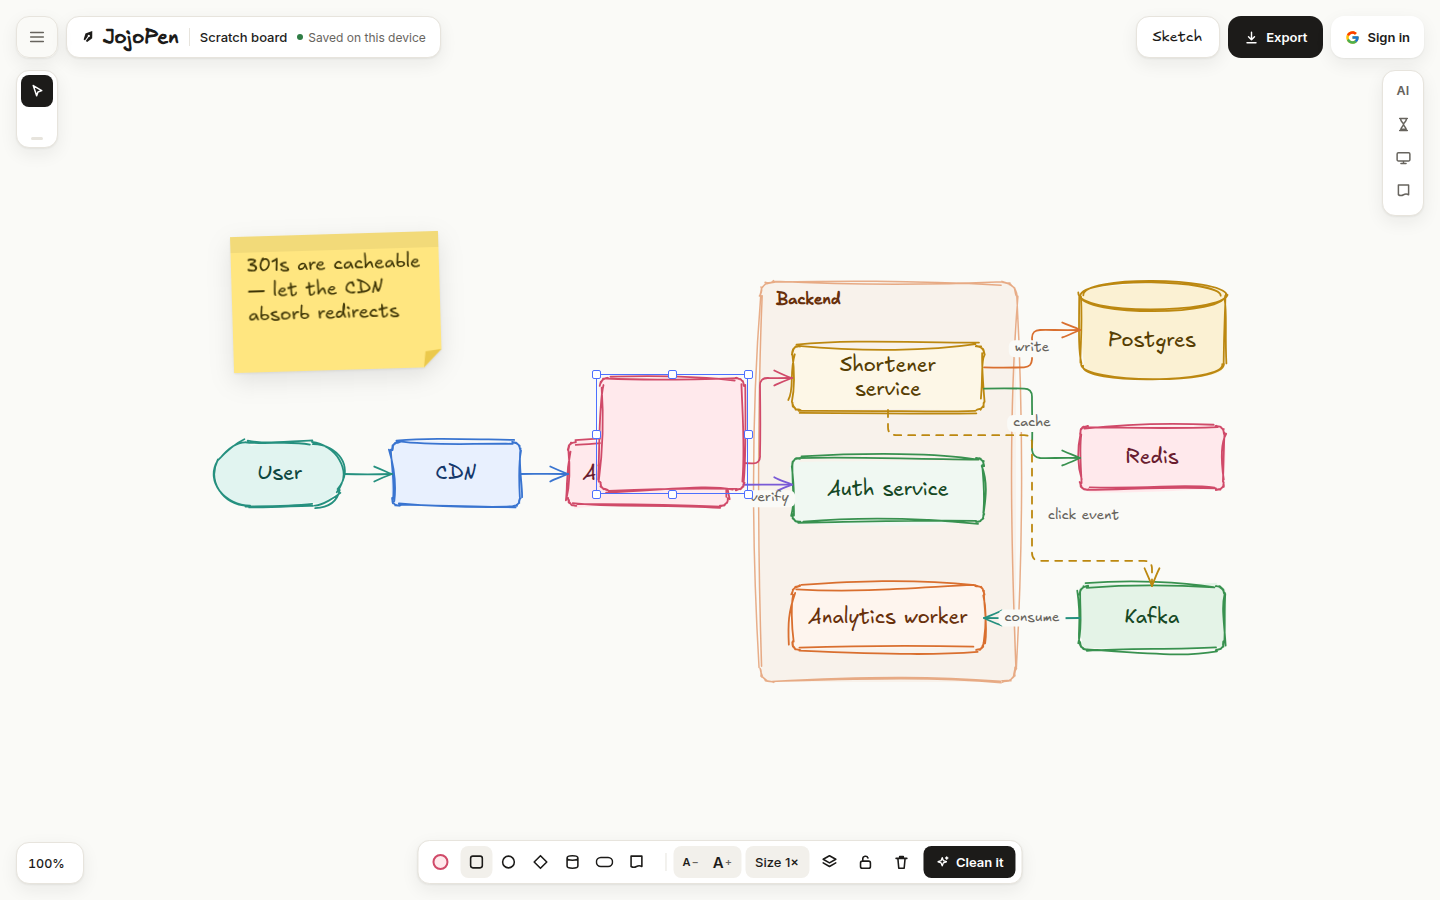 JojoPen
Scratch board
Saved on this device
Sketch
Export
Sign in
AI
301s are cacheable
— let the CDN
absorb redirects
Backend
Shortener
service
write
Postgres
cache
User
CDN
A
verify
Auth service
Redis
click event
Analytics worker
consume
Kafka
100%
A−
A+
Size 1×
Clean it